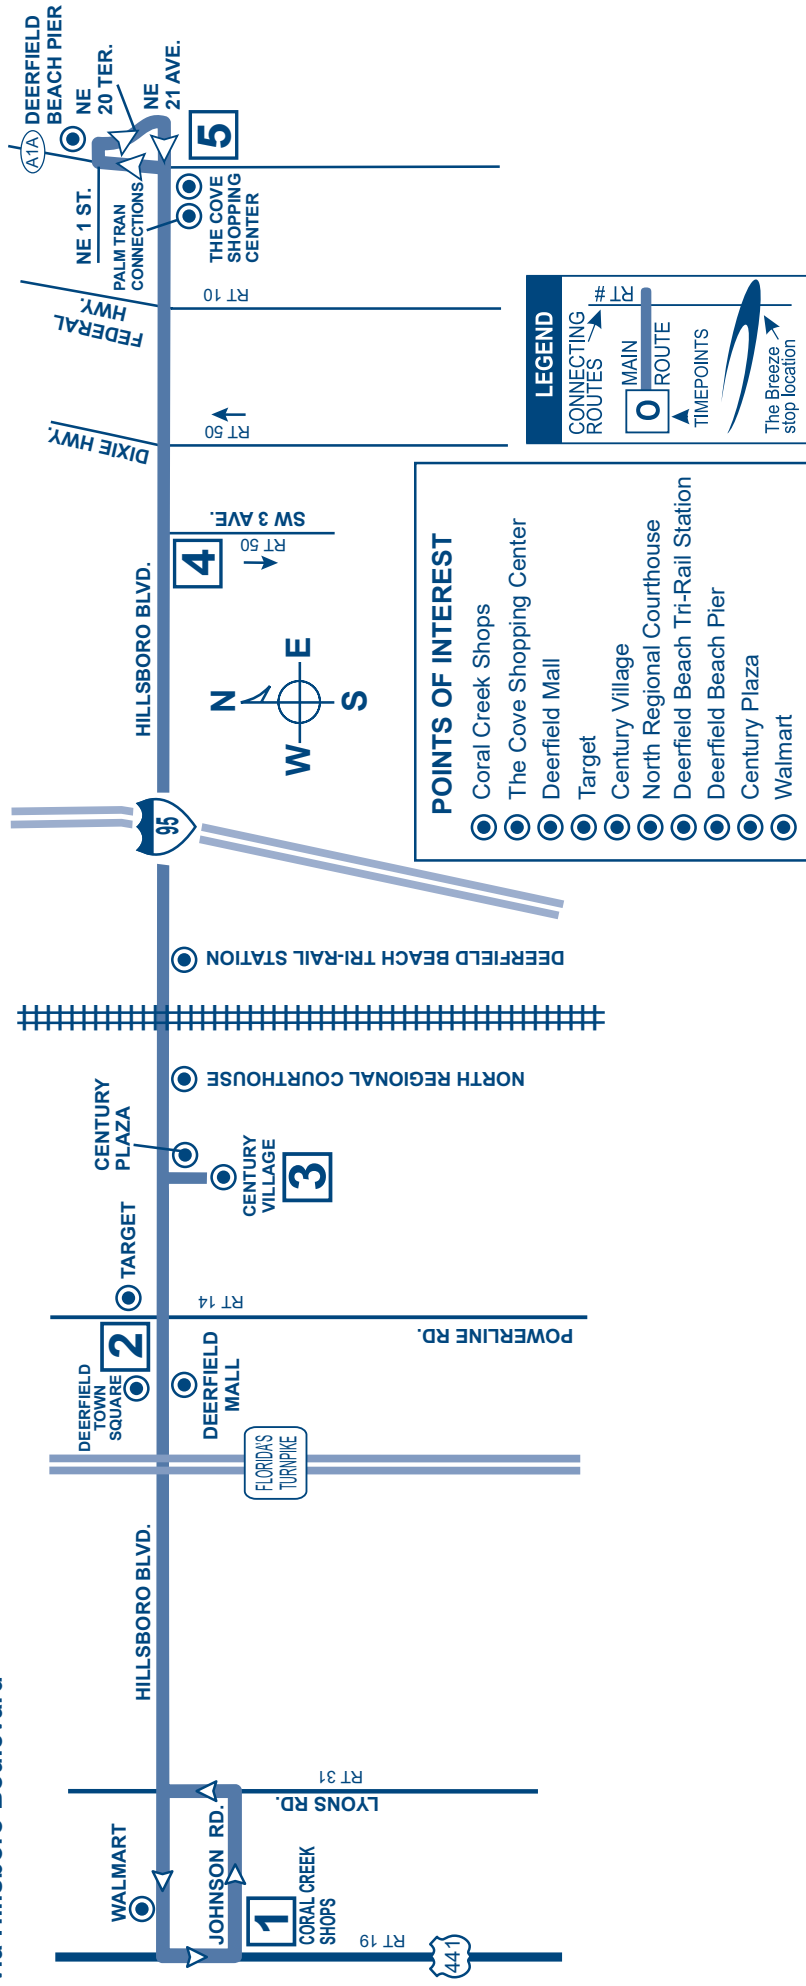 WALMART
JOHNSON RD.
1
CORAL CREEK
SHOPS
RT 19
441
LYONS RD.
RT 31
HILLSBORO BLVD.
FLORIDA'S
TURNPIKE
DEERFIELD
TOWN
SQUARE
2
DEERFIELD
MALL
TARGET
RT 14
POWERLINE RD.
CENTURY
PLAZA
CENTURY
VILLAGE
3
NORTH REGIONAL COURTHOUSE
DEERFIELD BEACH TRI-RAIL STATION
95
HILLSBORO BLVD.
N
W
E
S
4
SW 3 AVE.
RT 50
DIXIE HWY.
RT 50
FEDERAL
HWY.
RT 10
NE 1 ST.
PALM TRAN
CONNECTIONS
THE COVE
SHOPPING
CENTER
A1A
DEERFIELD
BEACH PIER
NE
20 TER.
NE
21 AVE.
5
POINTS OF INTEREST
Coral Creek Shops
The Cove Shopping Center
Deerfield Mall
Target
Century Village
North Regional Courthouse
Deerfield Beach Tri-Rail Station
Deerfield Beach Pier
Century Plaza
Walmart
LEGEND
CONNECTING
ROUTES
RT #
O
MAIN
ROUTE
TIMEPOINTS
The Breeze
stop location